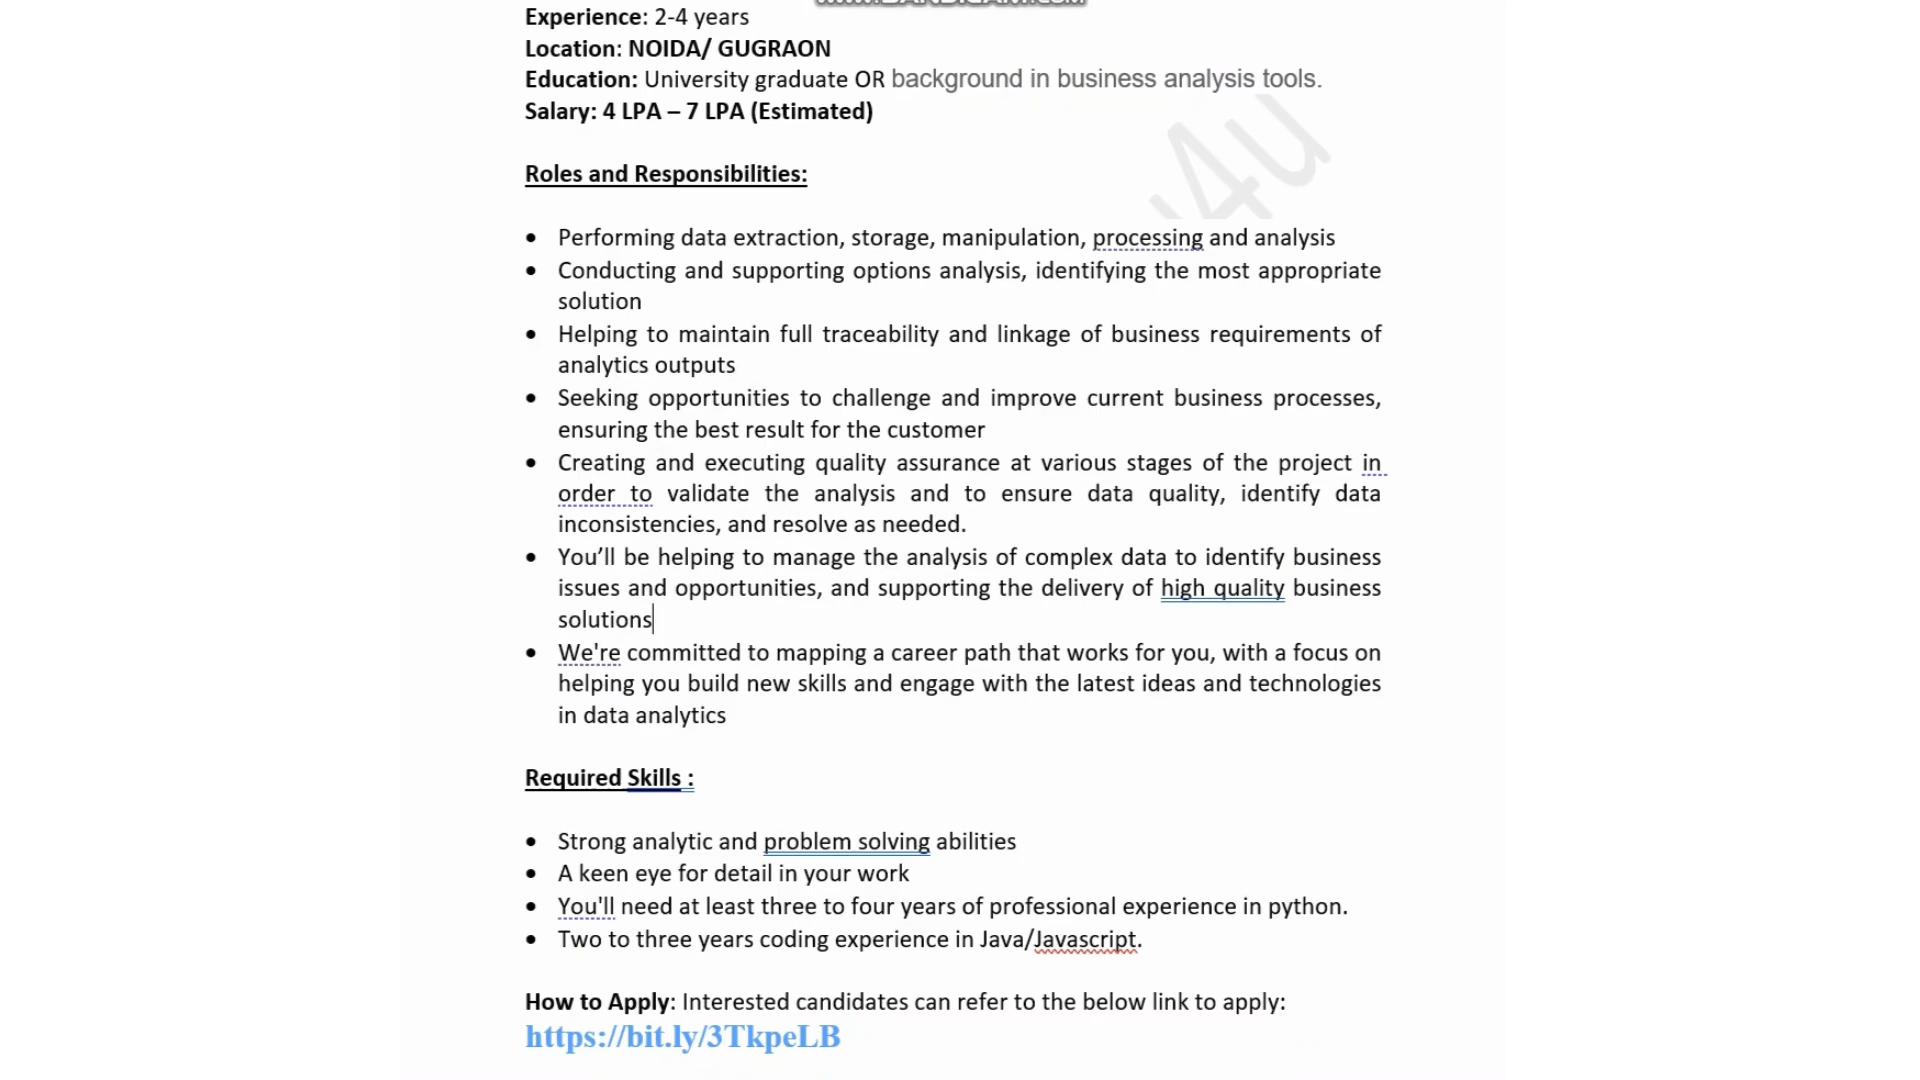 www.BANDICAM.com
Experience: 2-4 years
Location: NOIDA/ GUGRAON
Education: University graduate OR background in business analysis tools.
Salary: 4 LPA – 7 LPA (Estimated)
4u
Roles and Responsibilities:
• Performing data extraction, storage, manipulation, processing and analysis
• Conducting and supporting options analysis, identifying the most appropriate
solution
• Helping to maintain full traceability and linkage of business requirements of
analytics outputs
• Seeking opportunities to challenge and improve current business processes,
ensuring the best result for the customer
• Creating and executing quality assurance at various stages of the project in
order to validate the analysis and to ensure data quality, identify data
inconsistencies, and resolve as needed.
• You’ll be helping to manage the analysis of complex data to identify business
issues and opportunities, and supporting the delivery of high quality business
solutions
• We're committed to mapping a career path that works for you, with a focus on
helping you build new skills and engage with the latest ideas and technologies
in data analytics
Required Skills :
• Strong analytic and problem solving abilities
• A keen eye for detail in your work
• You'll need at least three to four years of professional experience in python.
• Two to three years coding experience in Java/Javascript.
How to Apply: Interested candidates can refer to the below link to apply:
https://bit.ly/3TkpeLB